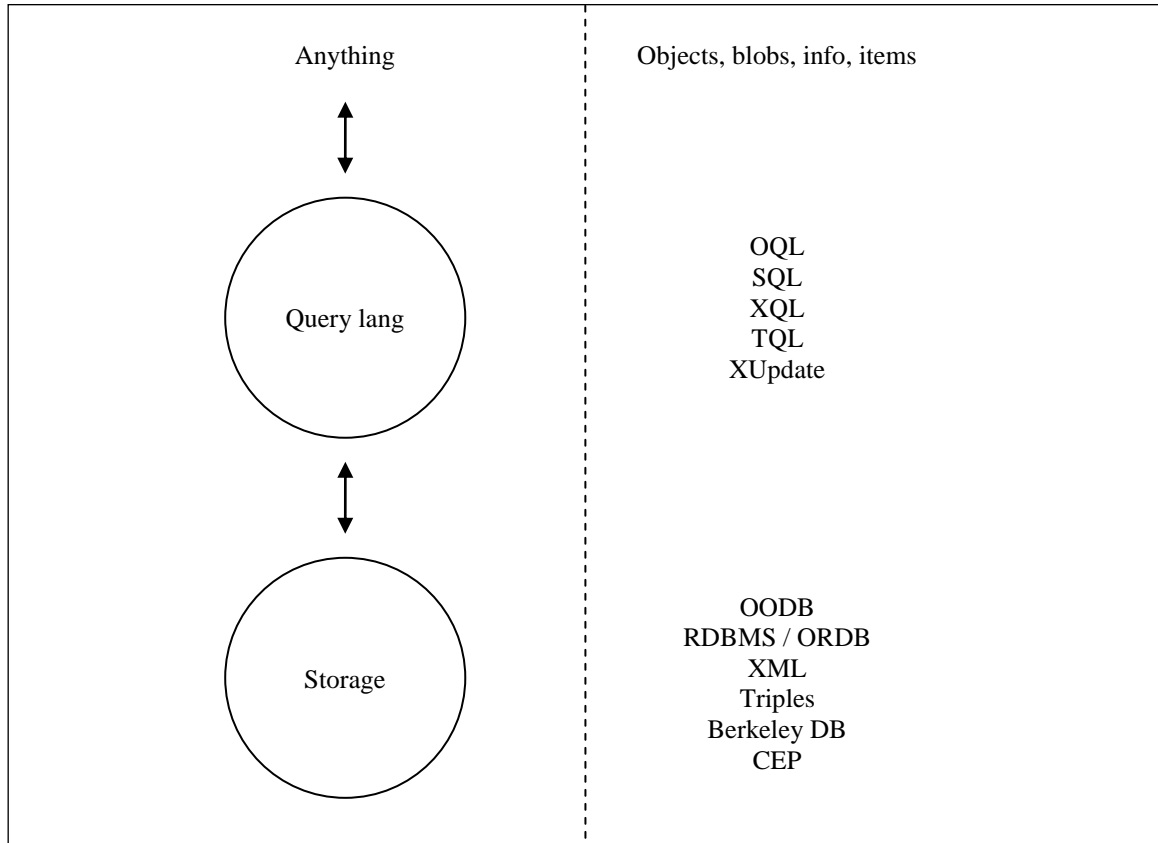 Anything
Objects, blobs, info, items
Query lang
OQL
SQL
XQL
TQL
XUpdate
Storage
OODB
RDBMS / ORDB
XML
Triples
Berkeley DB
CEP